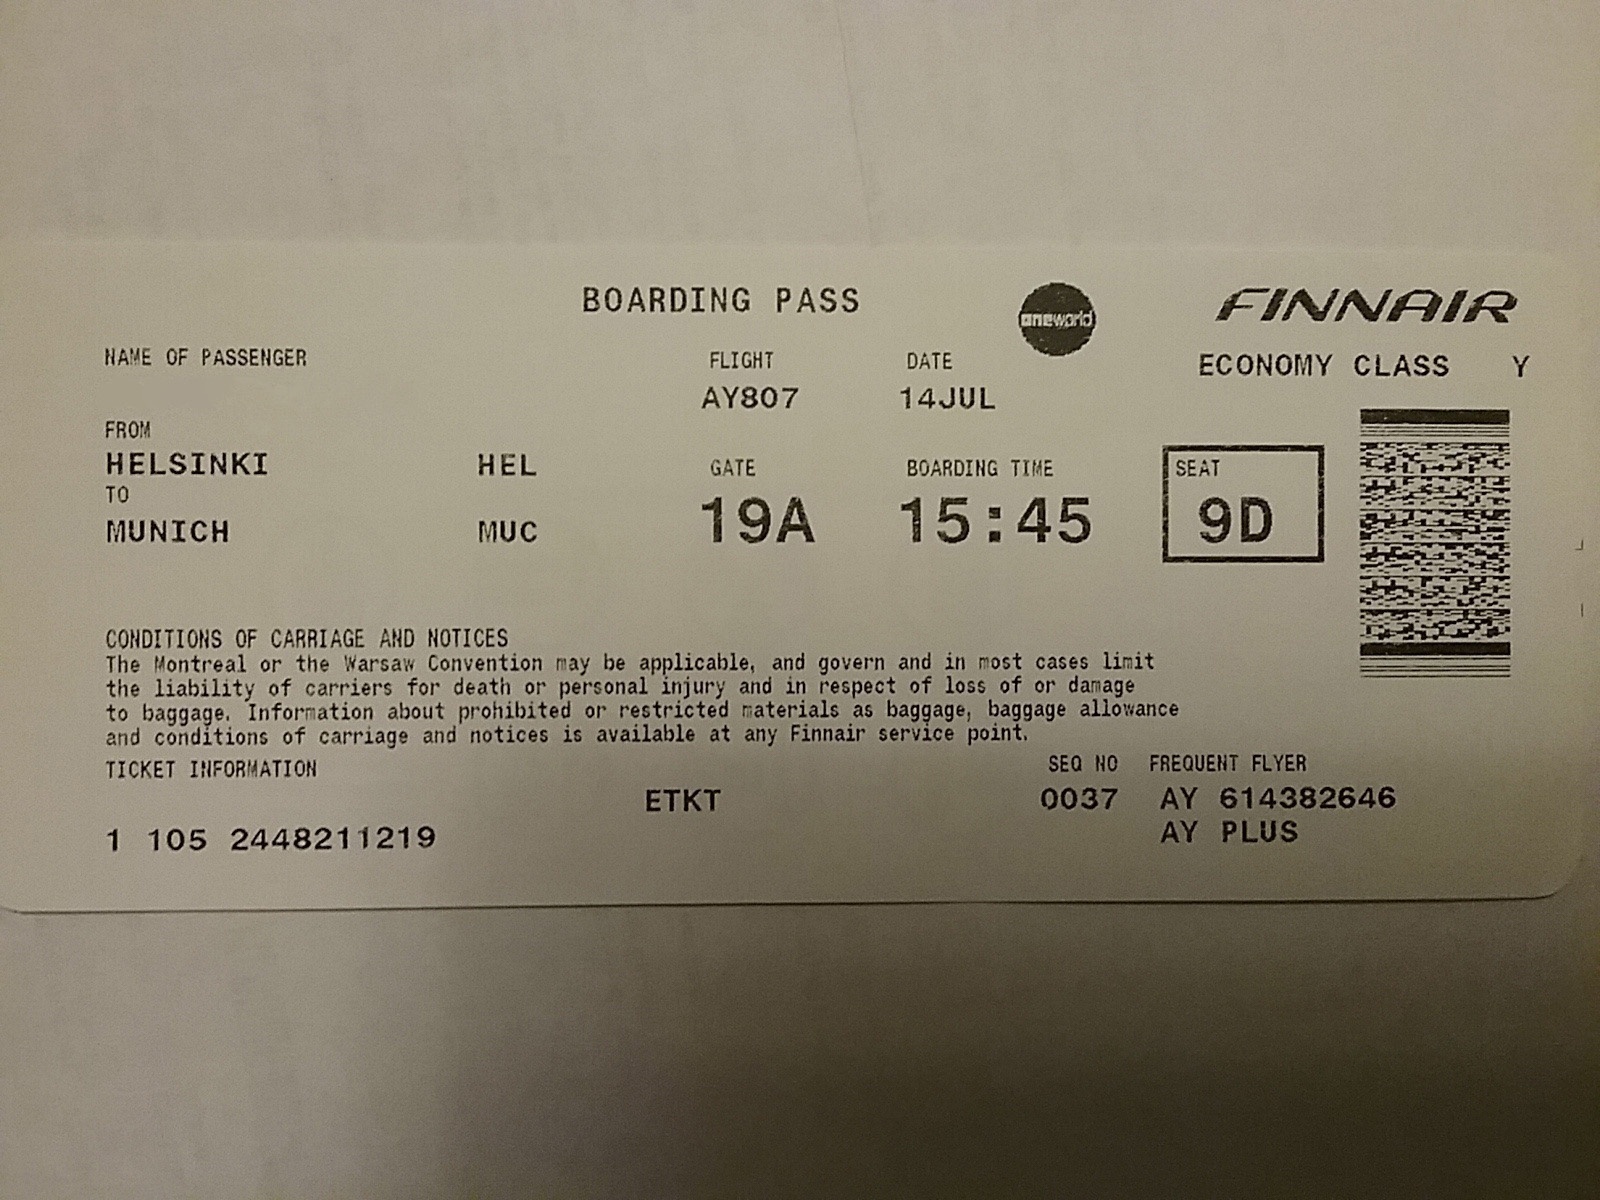 BOARDING PASS
oneworld
FINNAIR
NAME OF PASSENGER
FLIGHT DATE
ECONOMY CLASS Y
AY807 14JUL
FROM
HELSINKI HEL
GATE BOARDING TIME SEAT
TO
19A 15:45 9D
MUNICH MUC
CONDITIONS OF CARRIAGE AND NOTICES
The Montreal or the Warsaw Convention may be applicable, and govern and in most cases limit
the liability of carriers for death or personal injury and in respect of loss of or damage
to baggage. Information about prohibited or restricted materials as baggage, baggage allowance
and conditions of carriage and notices is available at any Finnair service point.
TICKET INFORMATION
SEQ NO FREQUENT FLYER
ETKT 0037 AY 614382646
1 105 2448211219 AY PLUS